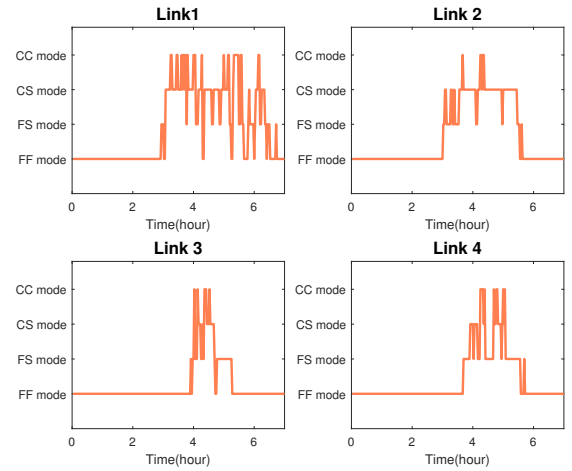 Link1
Link 2
CC mode
CS mode
FS mode
FF mode
0 2 4 6
Time(hour)
CC mode
CS mode
FS mode
FF mode
0 2 4 6
Time(hour)
Link 3
Link 4
CC mode
CS mode
FS mode
FF mode
0 2 4 6
Time(hour)
CC mode
CS mode
FS mode
FF mode
0 2 4 6
Time(hour)